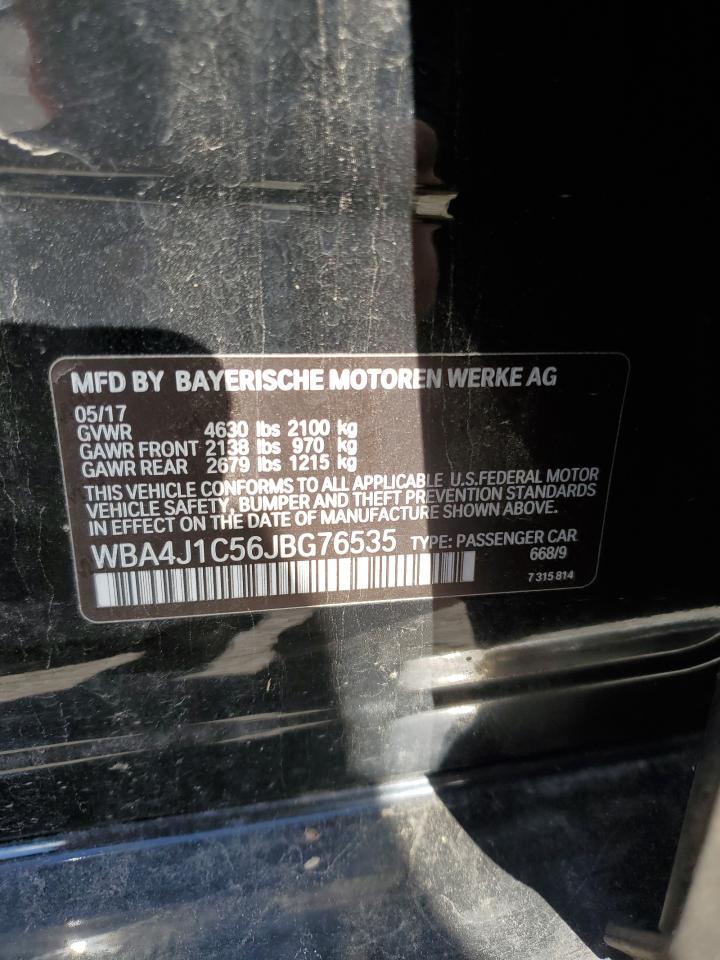 MFD BY BAYERISCHE MOTOREN WERKE AG
05/17
GVWR 4630 lbs 2100 kg
GAWR FRONT 2138 lbs 970 kg
GAWR REAR 2679 lbs 1215 kg
THIS VEHICLE CONFORMS TO ALL APPLICABLE U.S.FEDERAL MOTOR
VEHICLE SAFETY, BUMPER AND THEFT PREVENTION STANDARDS
IN EFFECT ON THE DATE OF MANUFACTURE SHOWN ABOVE.
WBA4J1C56JBG76535 TYPE: PASSENGER CAR
668/9
7 315 814